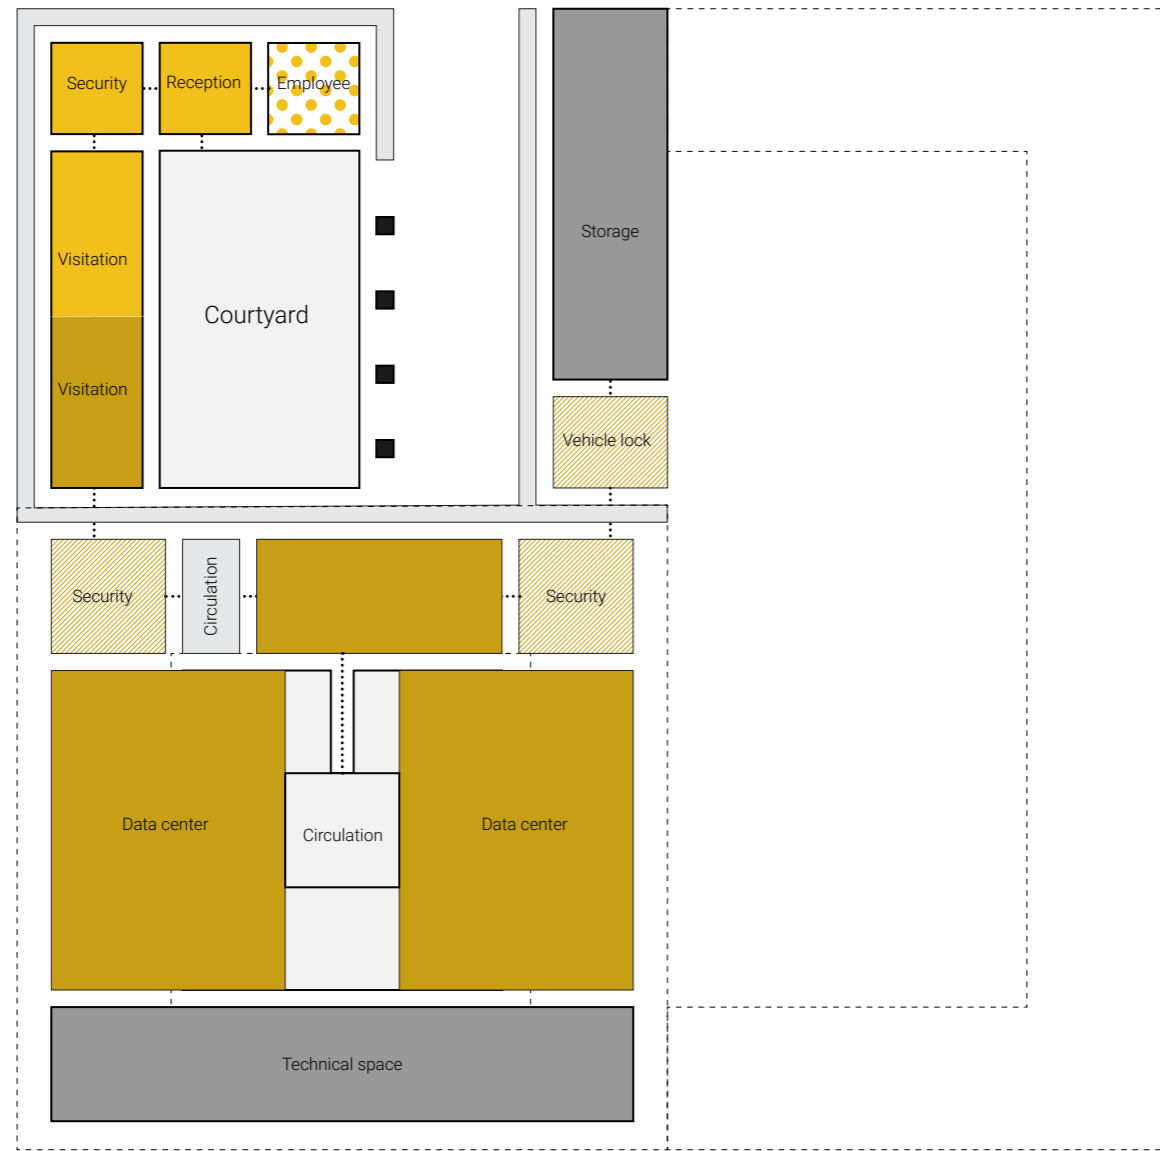 Security
Reception
Employee
Visitation
Visitation
Courtyard
Storage
Vehicle lock
Security
Circulation
Security
Data center
Circulation
Data center
Technical space